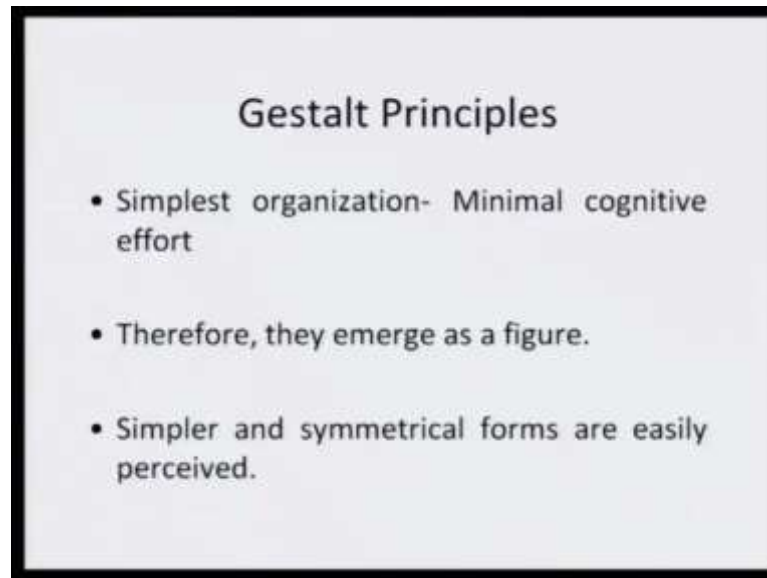 Gestalt Principles
• Simplest organization- Minimal cognitive
effort
• Therefore, they emerge as a figure.
• Simpler and symmetrical forms are easily
perceived.